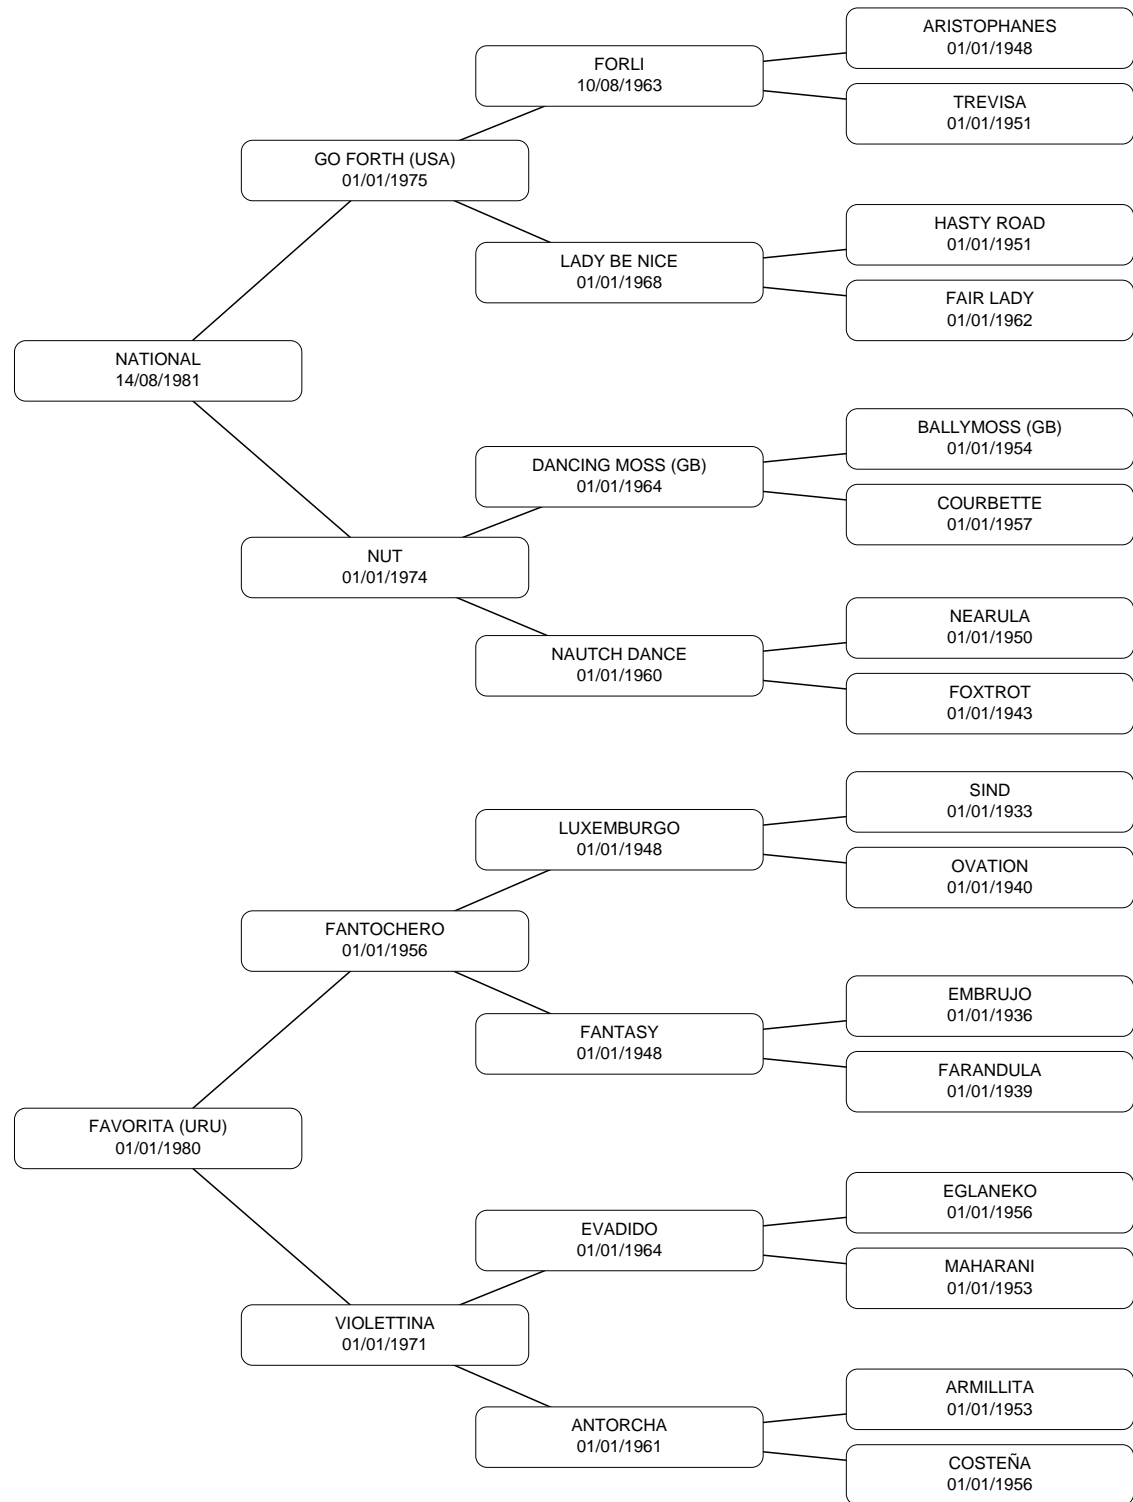 ARISTOPHANES
01/01/1948
FORLI
10/08/1963
TREVISA
01/01/1951
GO FORTH (USA)
01/01/1975
HASTY ROAD
01/01/1951
LADY BE NICE
01/01/1968
FAIR LADY
01/01/1962
NATIONAL
14/08/1981
BALLYMOSS (GB)
01/01/1954
DANCING MOSS (GB)
01/01/1964
COURBETTE
01/01/1957
NUT
01/01/1974
NEARULA
01/01/1950
NAUTCH DANCE
01/01/1960
FOXTROT
01/01/1943
SIND
01/01/1933
LUXEMBURGO
01/01/1948
OVATION
01/01/1940
FANTOCHERO
01/01/1956
EMBRUJO
01/01/1936
FANTASY
01/01/1948
FARANDULA
01/01/1939
FAVORITA (URU)
01/01/1980
EGLANEKO
01/01/1956
EVADIDO
01/01/1964
MAHARANI
01/01/1953
VIOLETTINA
01/01/1971
ARMILLITA
01/01/1953
ANTORCHA
01/01/1961
COSTEÑA
01/01/1956